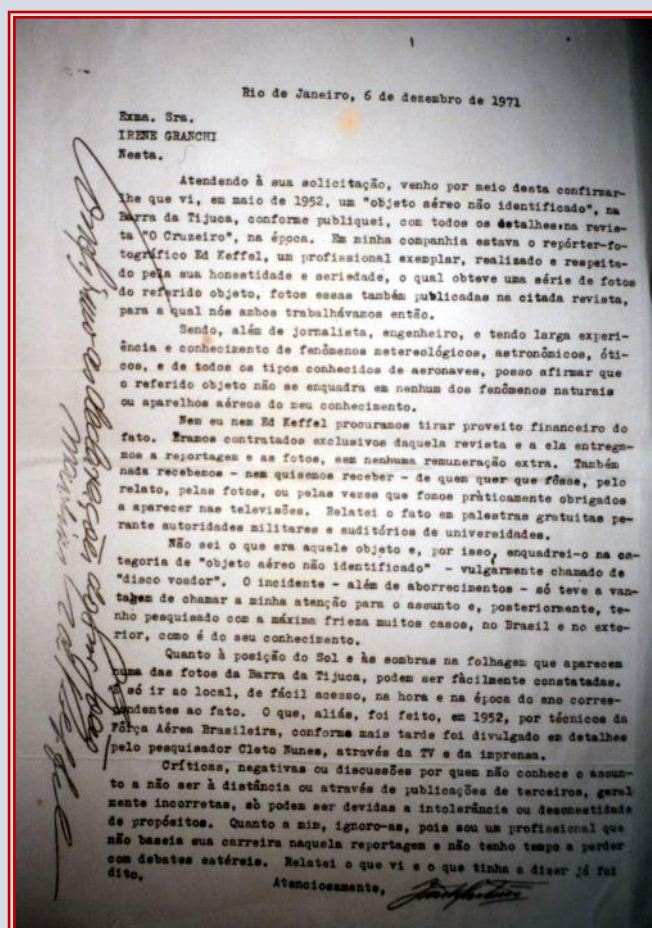 Rio de Janeiro, 6 de dezembro de 1971
Exma. Sra.
IRENE GRANCHI
Nesta.
Atendendo à sua solicitação, venho por meio desta confirmar-
lhe que vi, em maio de 1952, um "objeto aéreo não identificado", na
Barra da Tijuca, conforme publiquei, com todos os detalhes, na revis-
ta "O Cruzeiro", na época. Em minha companhia estava o repórter-fo-
tográfico Ed Keffel, um profissional exemplar, realizado e respeita-
do pela sua honestidade e seriedade, o qual obteve uma série de fotos
do referido objeto, fotos essas também publicadas na citada revista,
para a qual nós ambos trabalhávamos então.
Sendo, além de jornalista, engenheiro, e tendo larga experi-
ência e conhecimento de fenômenos metereológicos, astronômicos, óti-
cos, e de todos os tipos conhecidos de aeronaves, posso afirmar que
o referido objeto não se enquadra em nenhum dos fenômenos naturais
ou aparelhos aéreos do meu conhecimento.
Nem eu nem Ed Keffel procuramos tirar proveito financeiro do
fato. Éramos contratados exclusivos daquela revista e a ela entrega-
mos a reportagem e as fotos, sem nenhuma remuneração extra. Também
nada recebemos - nem quisemos receber - de quem quer que fôsse, pelo
relato, pelas fotos, ou pelas vezes que fomos pràticamente obrigados
a aparecer nas televisões. Relatei o fato em palestras gratuitas pe-
rante autoridades militares e auditórios de universidades.
Não sei o que era aquele objeto e, por isso, enquadrei-o na ca-
tegoria de "objeto aéreo não identificado" - vulgarmente chamado de
"disco voador". O incidente - além de aborrecimentos - só teve a van-
tagem de chamar a minha atenção para o assunto e, posteriormente, te-
nho pesquisado com a máxima frieza muitos casos, no Brasil e no exte-
rior, como é do seu conhecimento.
Quanto à posição do Sol e às sombras na folhagem que aparecem
numa das fotos da Barra da Tijuca, podem ser fàcilmente constatadas.
É só ir ao local, de fácil acesso, na hora e na época do ano corres-
pondentes ao fato. O que, aliás, foi feito, em 1952, por técnicos da
Fôrça Aérea Brasileira, conforme mais tarde foi divulgado em detalhes
pelo pesquisador Cleto Nunes, através da TV e da imprensa.
Críticas, negativas ou discussões por quem não conhece o assun-
to a não ser à distância ou através de publicações de terceiros, geral
mente incorretas, só podem ser devidas a intolerância ou desonestidade
de propósitos. Quanto a mim, ignoro-as, pois sou um profissional que
não baseia sua carreira naquela reportagem e não tenho tempo a perder
com debates estéreis. Relatei o que vi e o que tinha a dizer já foi
dito.
Atenciosamente,
as declarações do